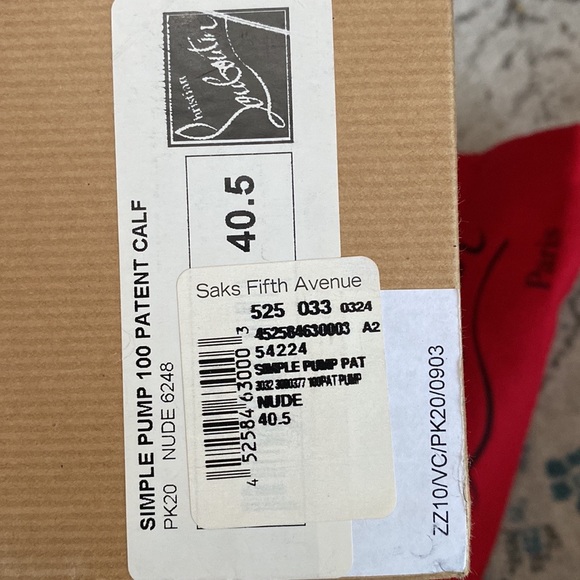 Christian
Louboutin
40.5
SIMPLE PUMP 100 PATENT CALF
PK20 NUDE 6248
Saks Fifth Avenue
525 033 0324
452584630003 A2
54224
SIMPLE PUMP PAT
3032 3080377 100PAT PUMP
NUDE
40.5
4 52584 63000 3
ZZ10/VC/PK20/0903
Paris